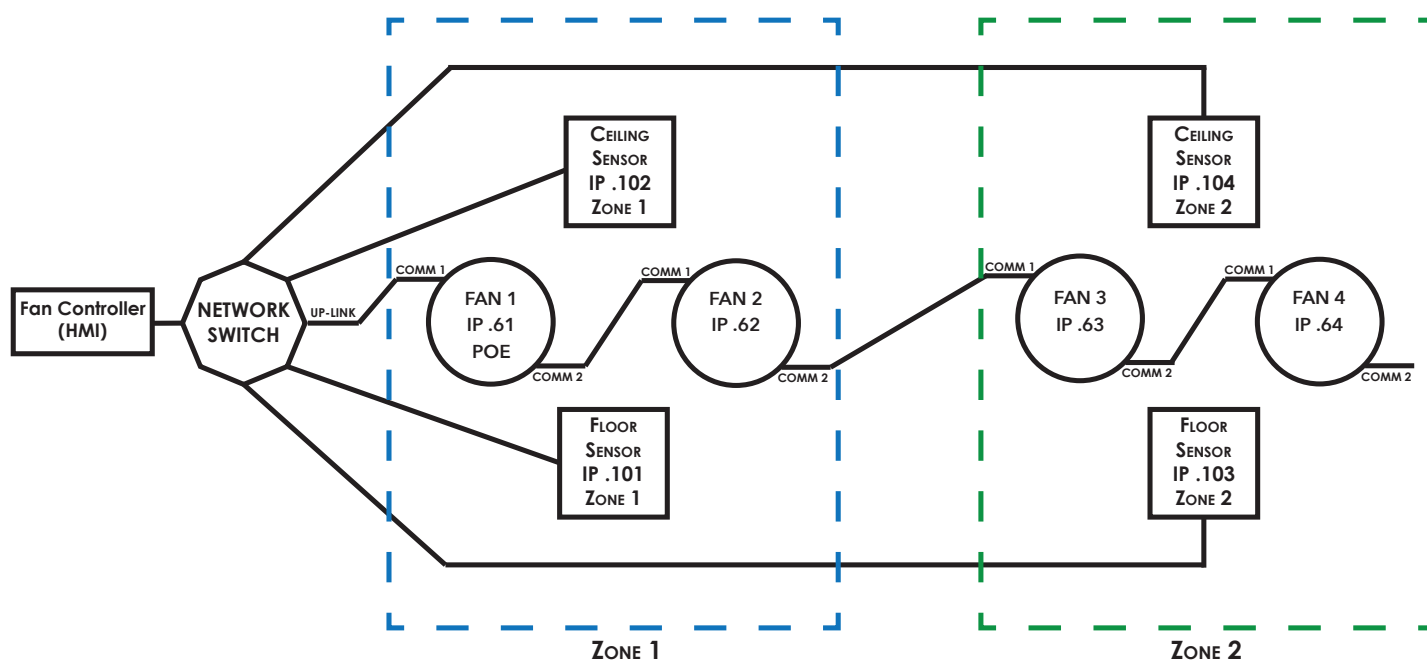 Ceiling
Sensor
IP .102
Zone 1
Ceiling
Sensor
IP .104
Zone 2
Fan Controller
(HMI)
NETWORK
SWITCH
UP-LINK
COMM 1
FAN 1
IP .61
POE
COMM 2
COMM 1
FAN 2
IP .62
COMM 2
COMM 1
FAN 3
IP .63
COMM 2
COMM 1
FAN 4
IP .64
COMM 2
Floor
Sensor
IP .101
Zone 1
Floor
Sensor
IP .103
Zone 2
Zone 1
Zone 2